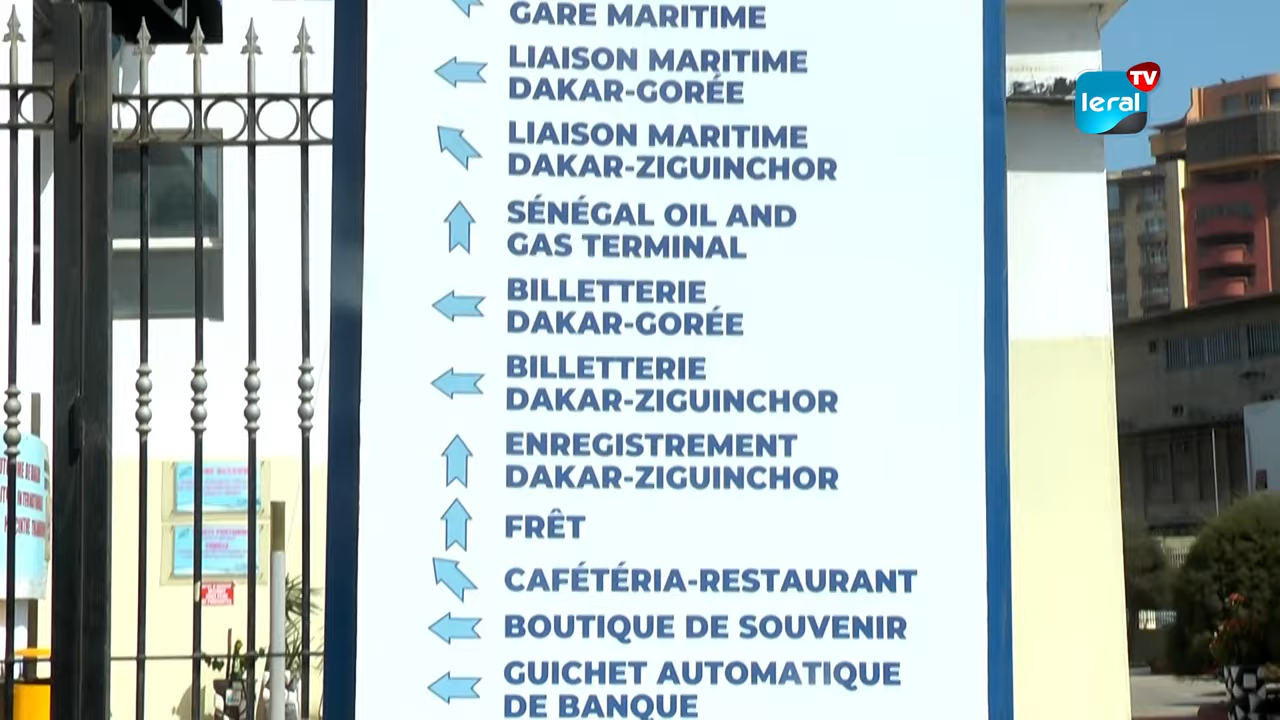 GARE MARITIME
LIAISON MARITIME
DAKAR-GORÉE
LIAISON MARITIME
DAKAR-ZIGUINCHOR
SÉNÉGAL OIL AND
GAS TERMINAL
BILLETTERIE
DAKAR-GORÉE
BILLETTERIE
DAKAR-ZIGUINCHOR
ENREGISTREMENT
DAKAR-ZIGUINCHOR
FRÊT
CAFÉTÉRIA-RESTAURANT
BOUTIQUE DE SOUVENIR
GUICHET AUTOMATIQUE
DE BANQUE
leral TV